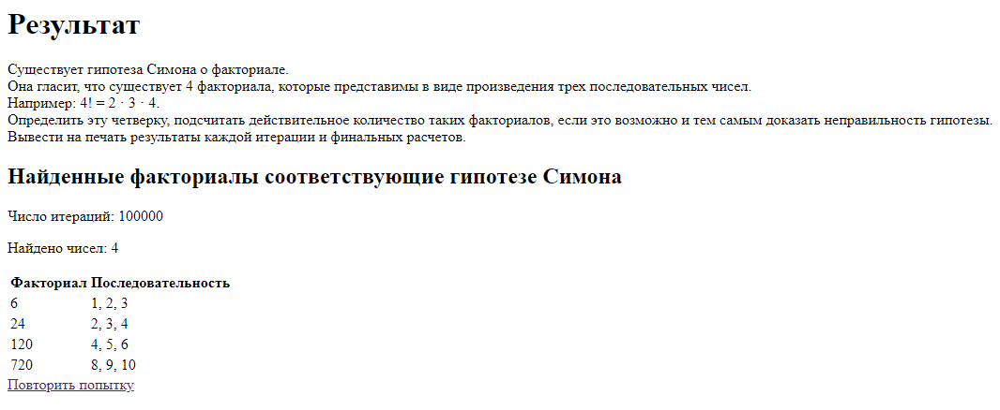 Результат
Существует гипотеза Симона о факториале.
Она гласит, что существует 4 факториала, которые представимы в виде произведения трех последовательных чисел.
Например: 4! = 2 · 3 · 4.
Определить эту четверку, подсчитать действительное количество таких факториалов, если это возможно и тем самым доказать неправильность гипотезы.
Вывести на печать результаты каждой итерации и финальных расчетов.
Найденные факториалы соответствующие гипотезе Симона
Число итераций: 100000
Найдено чисел: 4
Факториал Последовательность
6 1, 2, 3
24 2, 3, 4
120 4, 5, 6
720 8, 9, 10
Повторить попытку